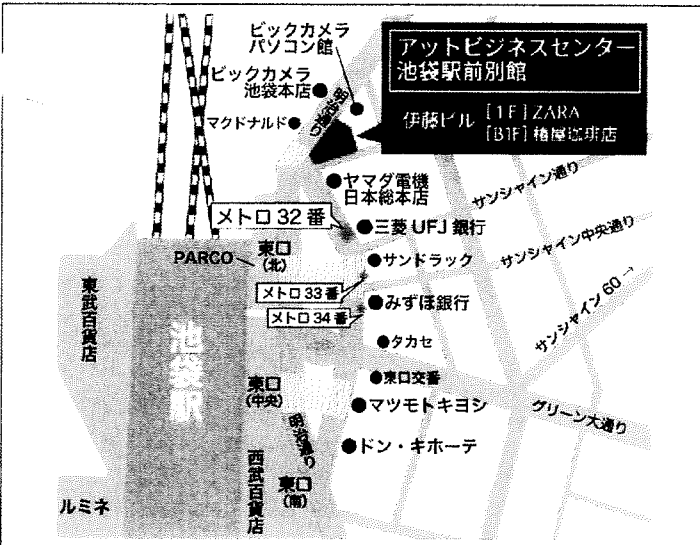 ビックカメラ
パソコン館
ビックカメラ
池袋本店
マクドナルド
明治通り
アットビジネスセンター
池袋駅前別館
伊藤ビル [1F] ZARA
[B1F] 椿屋珈琲店
ヤマダ電機
日本総本店
サンシャイン通り
メトロ 32 番
三菱 UFJ 銀行
サンシャイン中央通り
PARCO
東口
(北)
サンドラック
メトロ 33 番
サンシャイン 60 →
東武百貨店
メトロ 34 番
みずほ銀行
池袋駅
タカセ
東口
(中央)
東口交番
マツモトキヨシ
グリーン大通り
明治通り
ドン・キホーテ
西武百貨店
東口
(南)
ルミネ